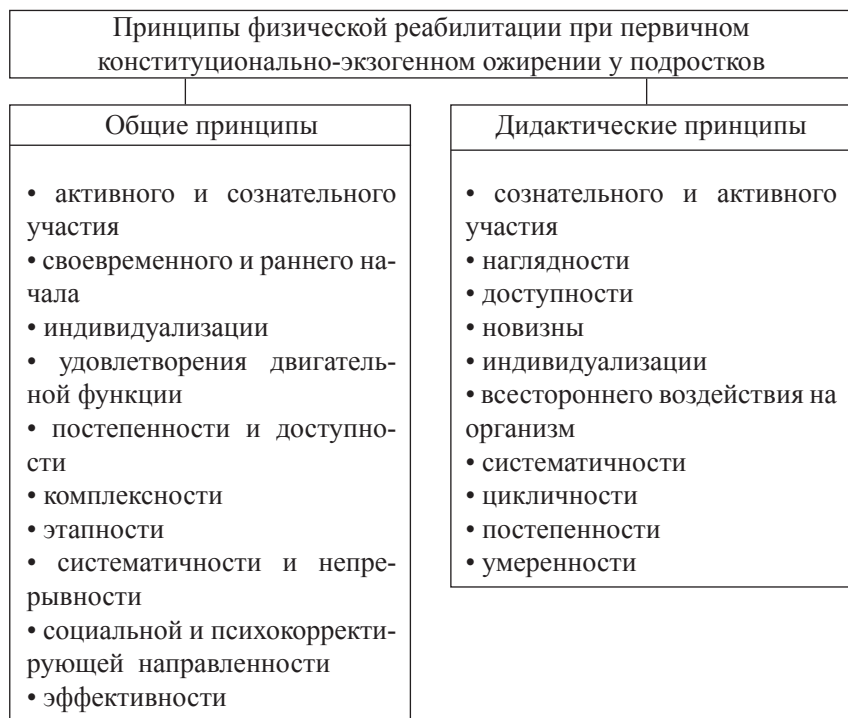 Принципы физической реабилитации при первичном
конституционально-экзогенном ожирении у подростков
Общие принципы
• активного и сознательного
участия
• своевременного и раннего на-
чала
• индивидуализации
• удовлетворения двигатель-
ной функции
• постепенности и доступно-
сти
• комплексности
• этапности
• систематичности и непре-
рывности
• социальной и психокорректи-
рующей направленности
• эффективности
Дидактические принципы
• сознательного и активного
участия
• наглядности
• доступности
• новизны
• индивидуализации
• всестороннего воздействия на
организм
• систематичности
• цикличности
• постепенности
• умеренности